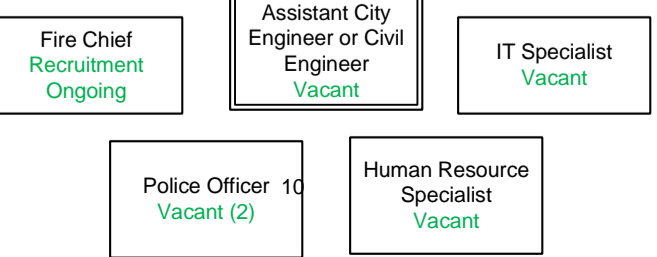 Fire Chief
Recruitment
Ongoing
Assistant City
Engineer or Civil
Engineer
Vacant
IT Specialist
Vacant
Police Officer 10
Vacant (2)
Human Resource
Specialist
Vacant